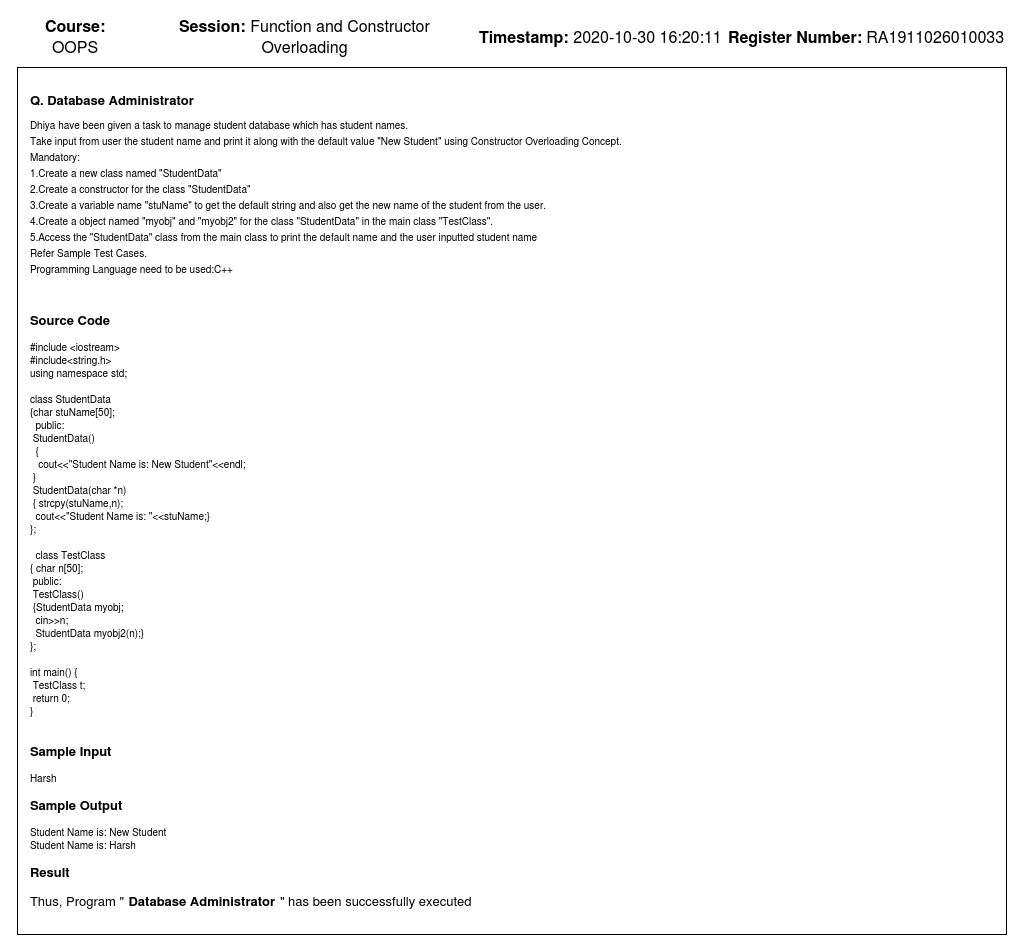 Course: OOPS
Session: Function and Constructor Overloading
Timestamp: 2020-10-30 16:20:11
Register Number: RA1911026010033
Q. Database Administrator
Dhiya have been given a task to manage student database which has student names.
Take input from user the student name and print it along with the default value "New Student" using Constructor Overloading Concept.
Mandatory:
1.Create a new class named "StudentData"
2.Create a constructor for the class "StudentData"
3.Create a variable name "stuName" to get the default string and also get the new name of the student from the user.
4.Create a object named "myobj" and "myobj2" for the class "StudentData" in the main class "TestClass".
5.Access the "StudentData" class from the main class to print the default name and the user inputted student name
Refer Sample Test Cases.
Programming Language need to be used:C++
Source Code
#include <iostream>
#include<string.h>
using namespace std;
class StudentData
{char stuName[50];
public:
StudentData()
{
cout<<"Student Name is: New Student"<<endl;
}
StudentData(char *n)
{ strcpy(stuName,n);
cout<<"Student Name is: "<<stuName;}
};
class TestClass
{ char n[50];
public:
TestClass()
{StudentData myobj;
cin>>n;
StudentData myobj2(n);}
};
int main() {
TestClass t;
return 0;
}
Sample Input
Harsh
Sample Output
Student Name is: New Student
Student Name is: Harsh
Result
Thus, Program " Database Administrator " has been successfully executed